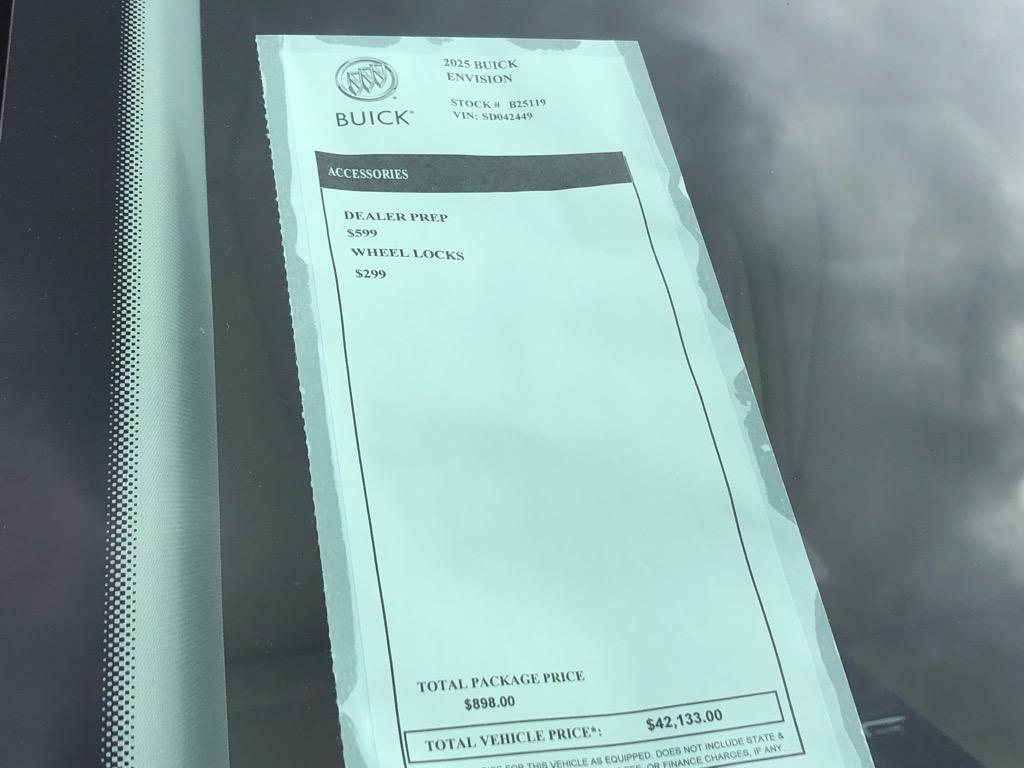 2025 BUICK
ENVISION
BUICK
STOCK # B25119
VIN: SD042449
ACCESSORIES
DEALER PREP
$599
WHEEL LOCKS
$299
TOTAL PACKAGE PRICE
$898.00
TOTAL VEHICLE PRICE*: $42,133.00
FOR THIS VEHICLE AS EQUIPPED. DOES NOT INCLUDE STATE &
OR FINANCE CHARGES, IF ANY.